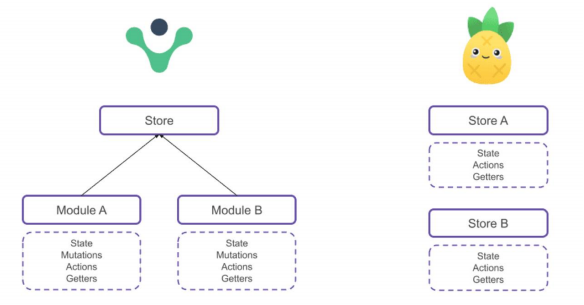 Store
Module A
State
Mutations
Actions
Getters
Module B
State
Mutations
Actions
Getters
Store A
State
Actions
Getters
Store B
State
Actions
Getters